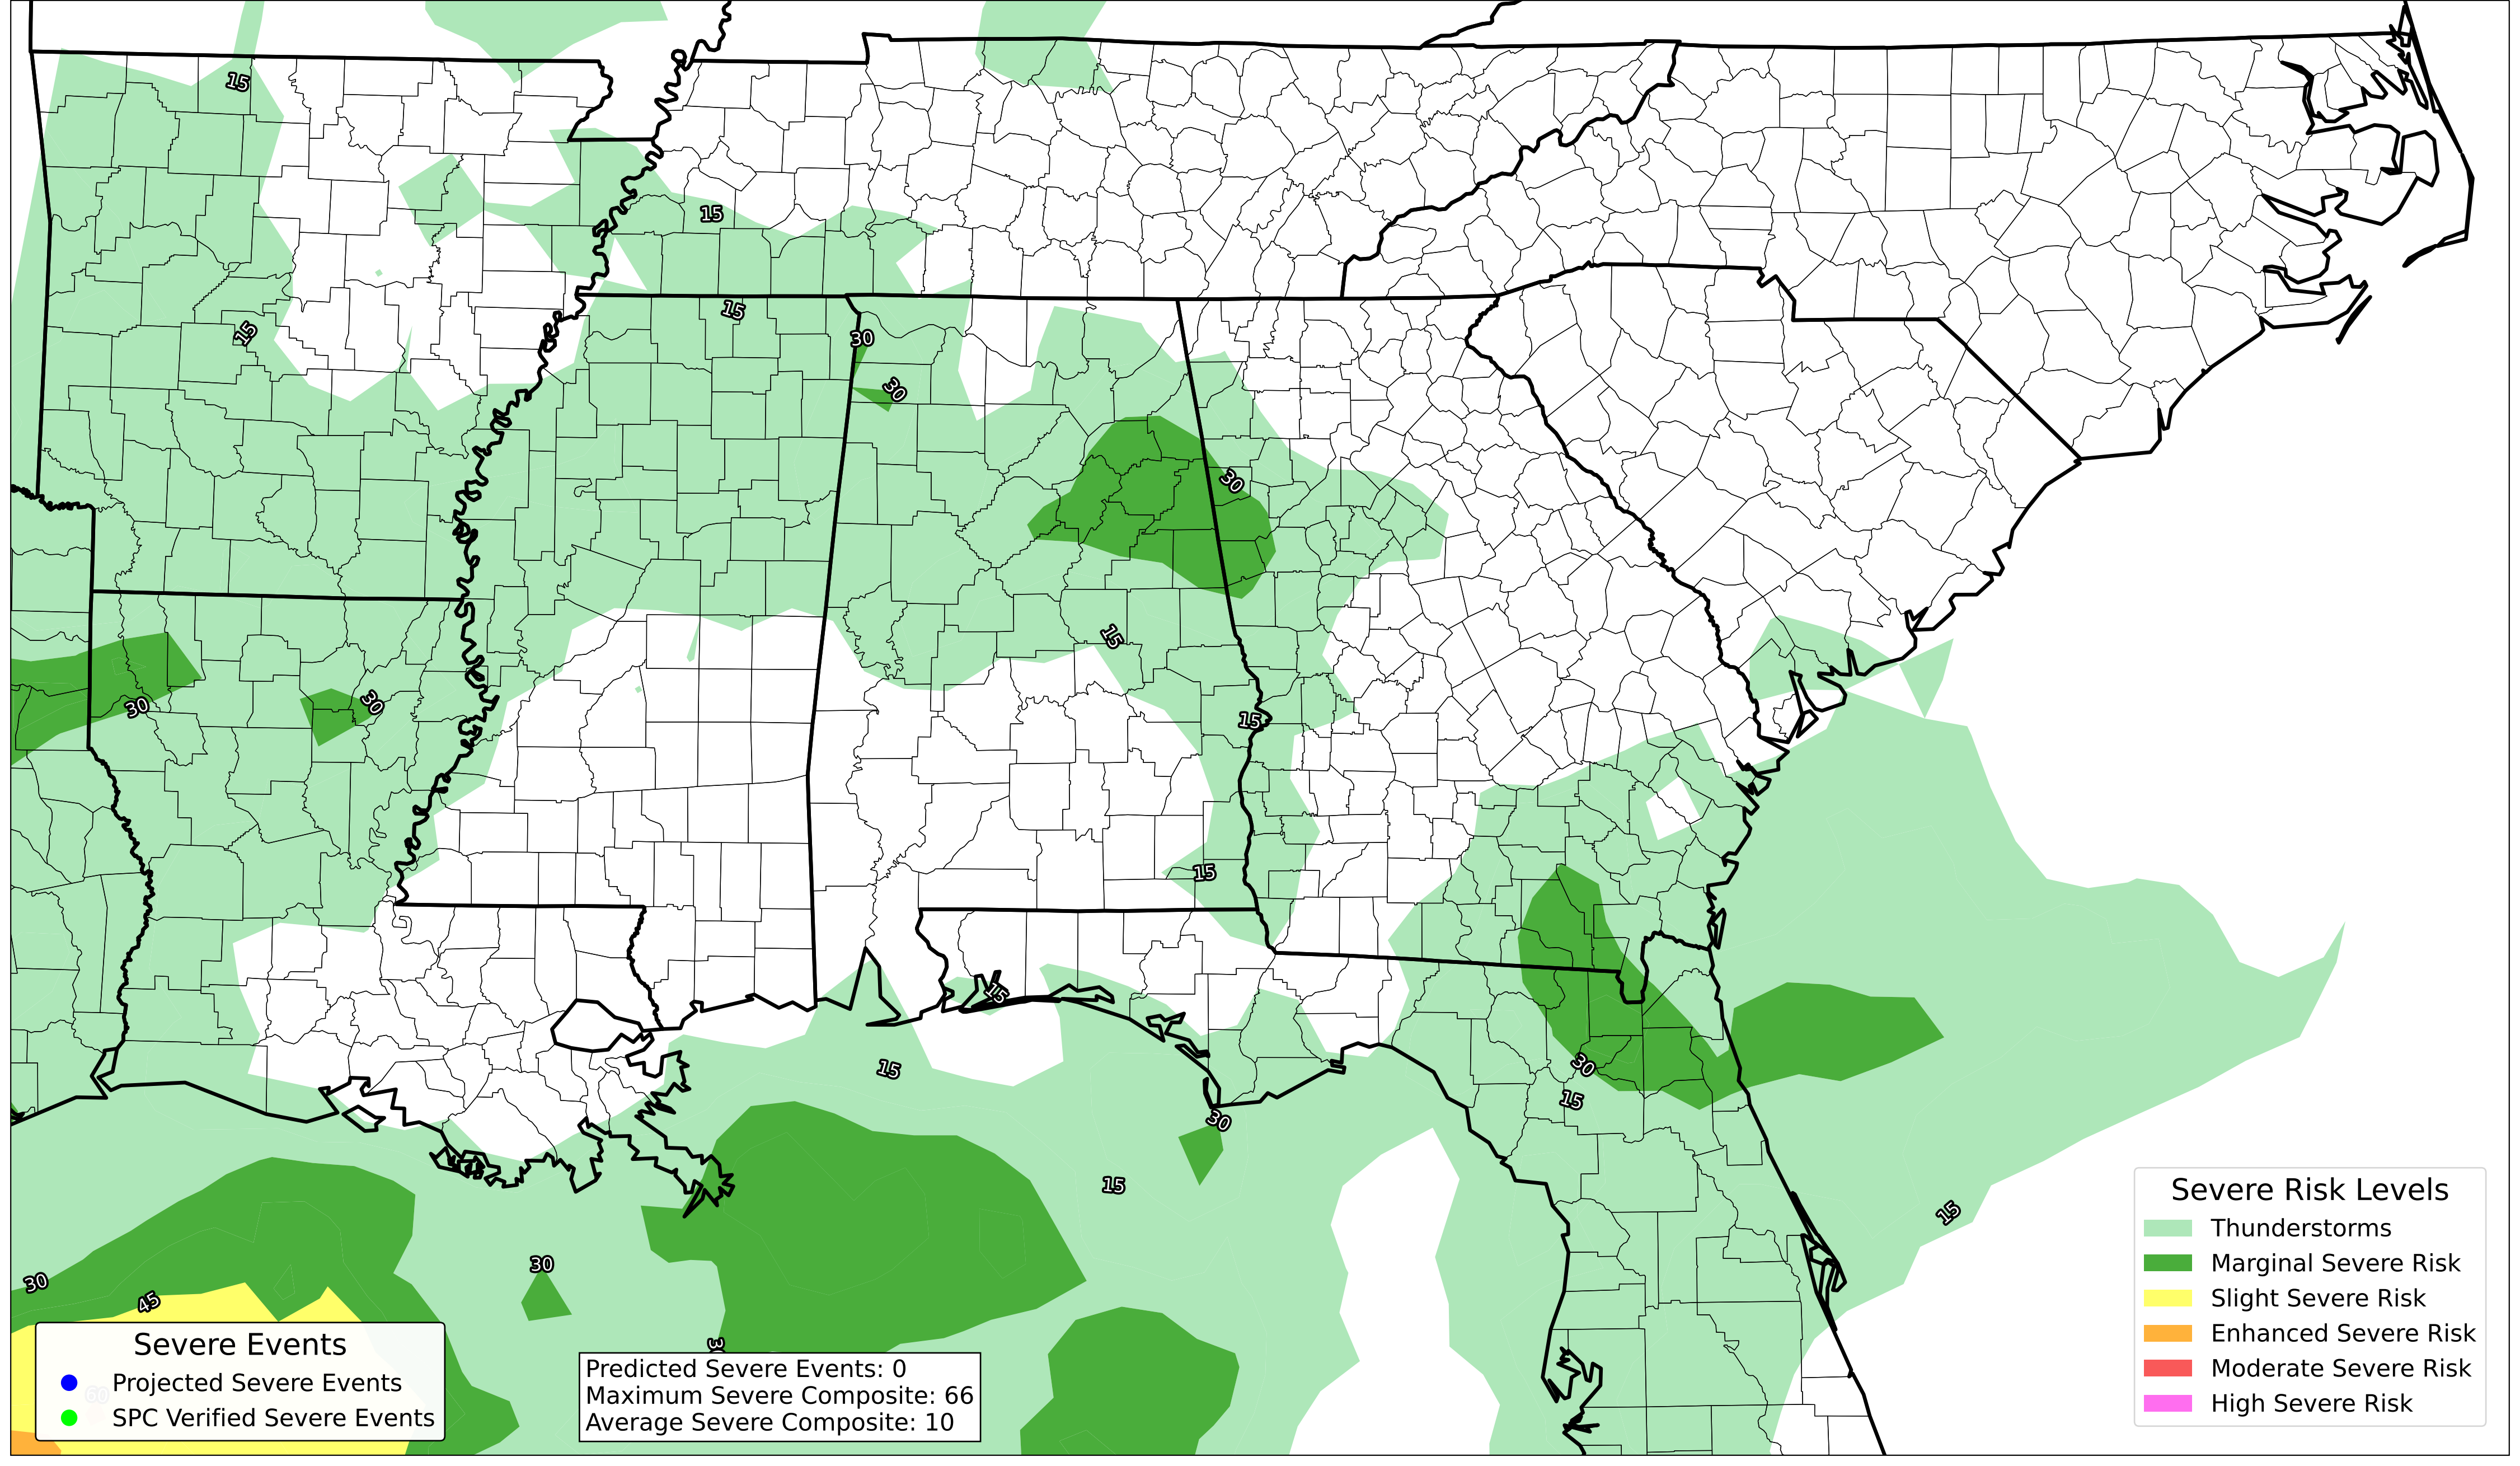 15
15
15
30
30
15
30
15
30
30
15
15
15
30
15
15
30
15
15
30
30
45
30
60
Severe Events
Projected Severe Events
SPC Verified Severe Events
Predicted Severe Events: 0
Maximum Severe Composite: 66
Average Severe Composite: 10
Severe Risk Levels
Thunderstorms
Marginal Severe Risk
Slight Severe Risk
Enhanced Severe Risk
Moderate Severe Risk
High Severe Risk